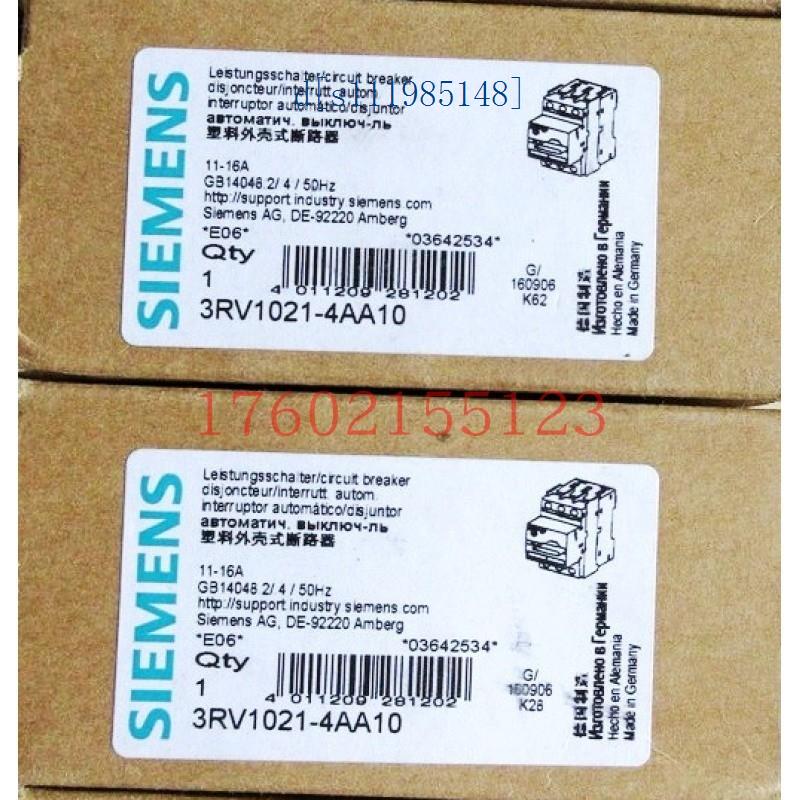 SIEMENS
Leistungsschalter/circuit breaker
disjoncteur/interrutt. autom.
interruptor automático/disjuntor
автоматич. выключ-ль
塑料外壳式断路器
11-16A
GB14048.2/ 4 / 50Hz
http://support industry siemens com
Siemens AG, DE-92220 Amberg
*E06*
*03642534*
Qty
1
4 011209 281202
3RV1021-4AA10
G/
160906
K62
德国制造
Изготовлено в Германии
Hecho en Alemania
Made in Germany
1985148]
17602155123
SIEMENS
Leistungsschalter/circuit breaker
disjoncteur/interrutt. autom.
interruptor automático/disjuntor
автоматич. выключ-ль
塑料外壳式断路器
11-16A
GB14048 2/ 4 / 50Hz
http://support industry siemens com
Siemens AG, DE-92220 Amberg
*E06*
*03642534*
Qty
1
4 011209 281202
3RV1021-4AA10
G/
160906
K28
德国制造
Изготовлено в Германии
Hecho en Alemania
Made in Germany